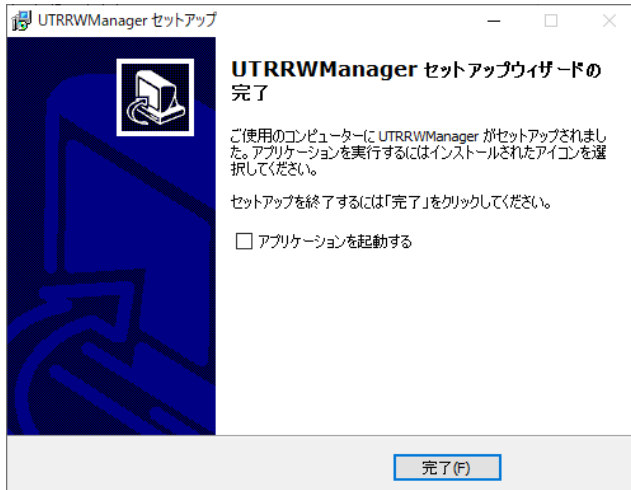 UTRRWManager セットアップ
UTRRWManager セットアップウィザードの
完了
ご使用のコンピューターに UTRRWManager がセットアップされまし
た。アプリケーションを実行するにはインストールされたアイコンを選
択してください。
セットアップを終了するには「完了」をクリックしてください。
アプリケーションを起動する
完了(F)